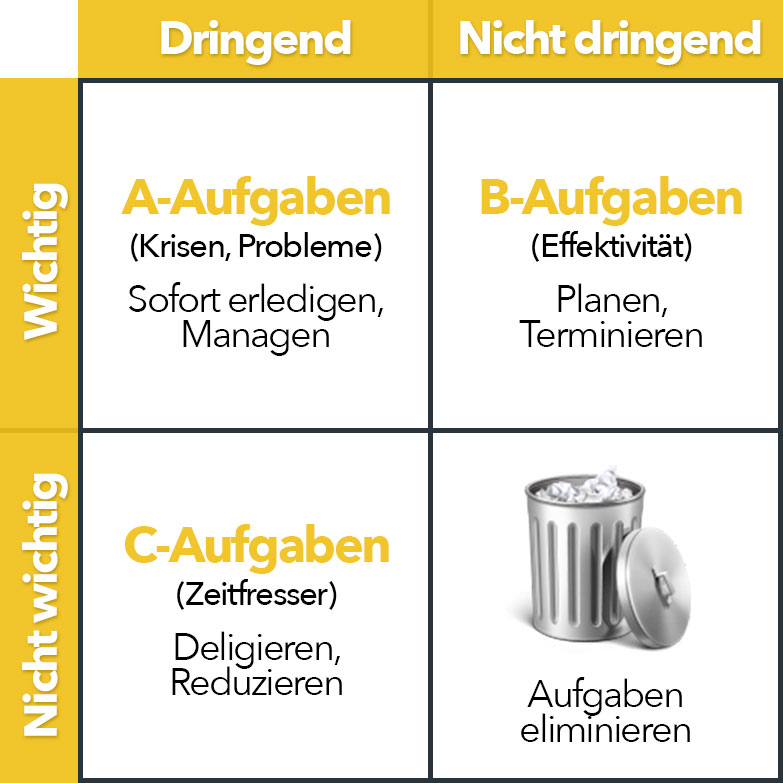 Dringend
Nicht dringend
Wichtig
A-Aufgaben
(Krisen, Probleme)
Sofort erledigen,
Managen
B-Aufgaben
(Effektivität)
Planen,
Terminieren
Nicht wichtig
C-Aufgaben
(Zeitfresser)
Deligieren,
Reduzieren
Aufgaben
eliminieren